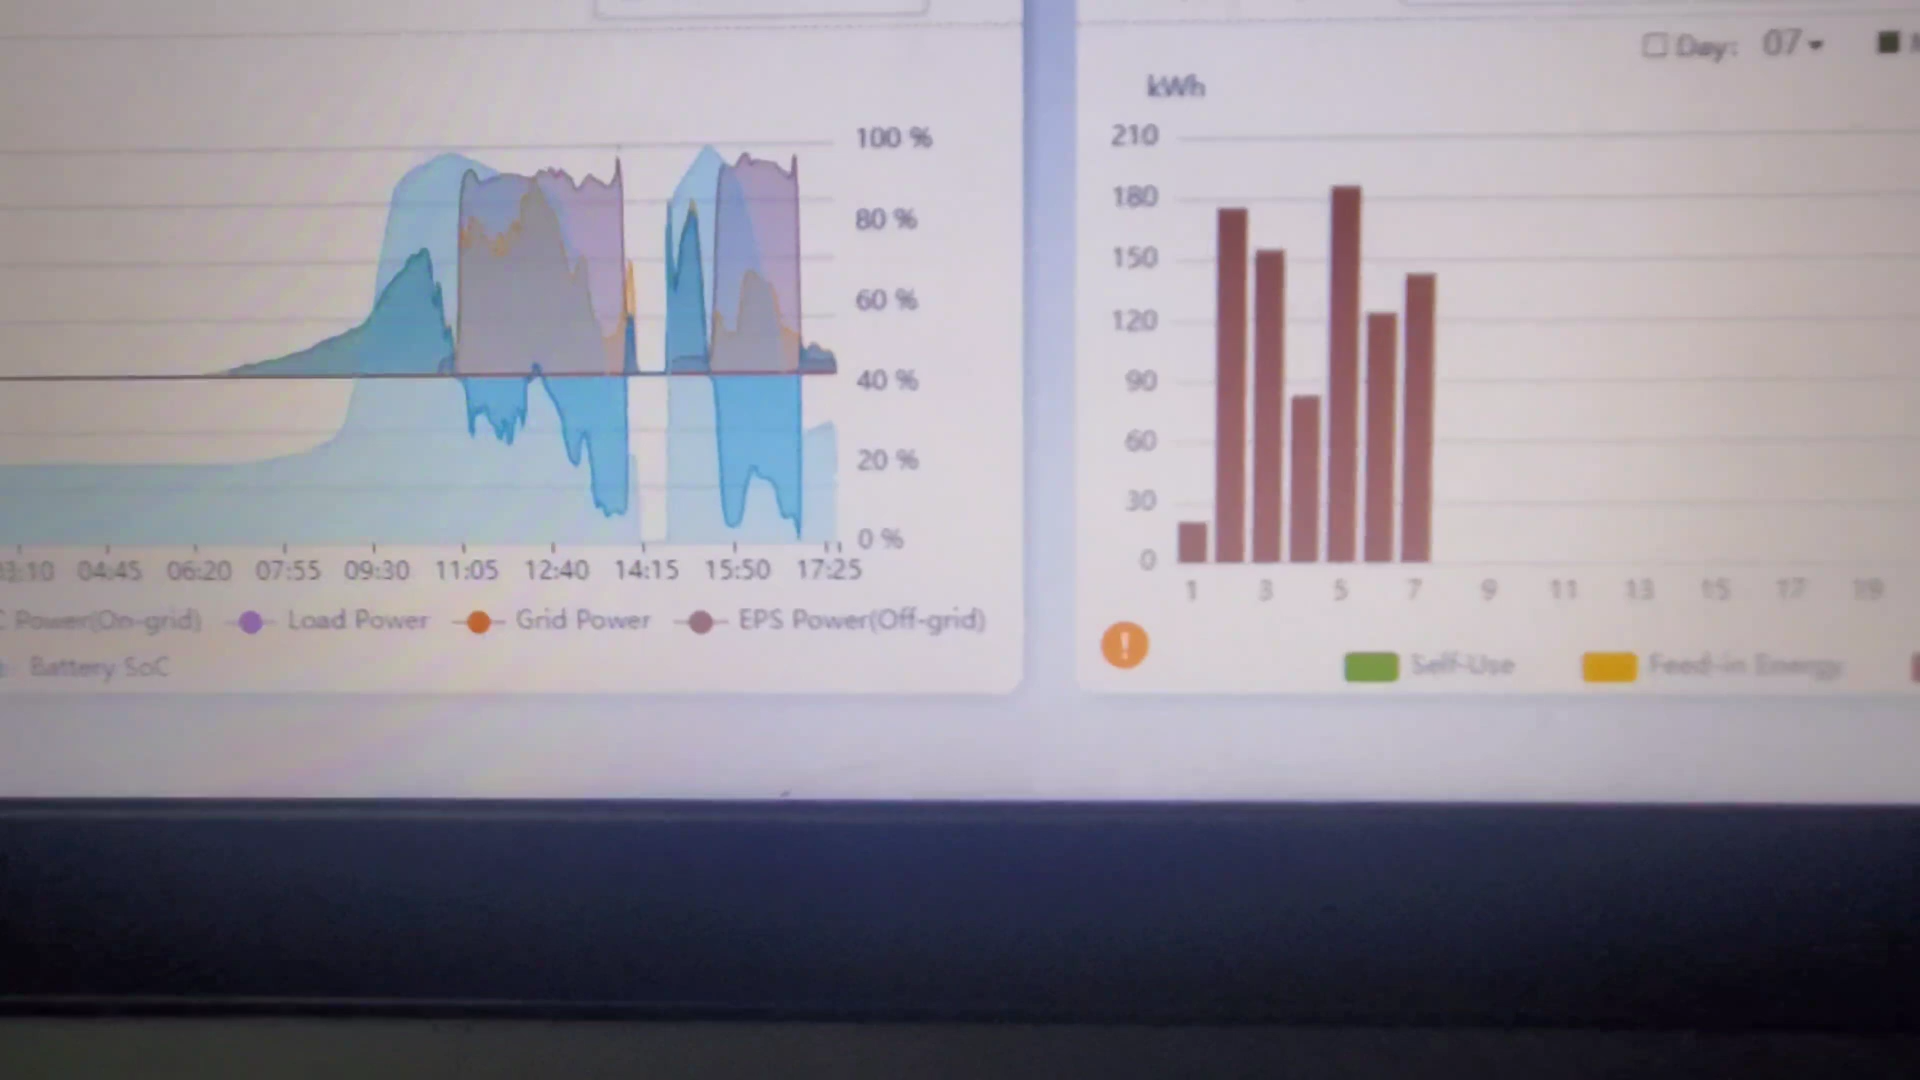 Day: 07
kWh
100 %
80 %
60 %
40 %
20 %
0 %
210
180
150
120
90
60
30
0
:10 04:45 06:20 07:55 09:30 11:05 12:40 14:15 15:50 17:25
1 3 5 7 9 11 13 15 17 19
Power(On-grid) Load Power Grid Power EPS Power(Off-grid)
Battery SoC
!
Self-Use Feed-in Energy